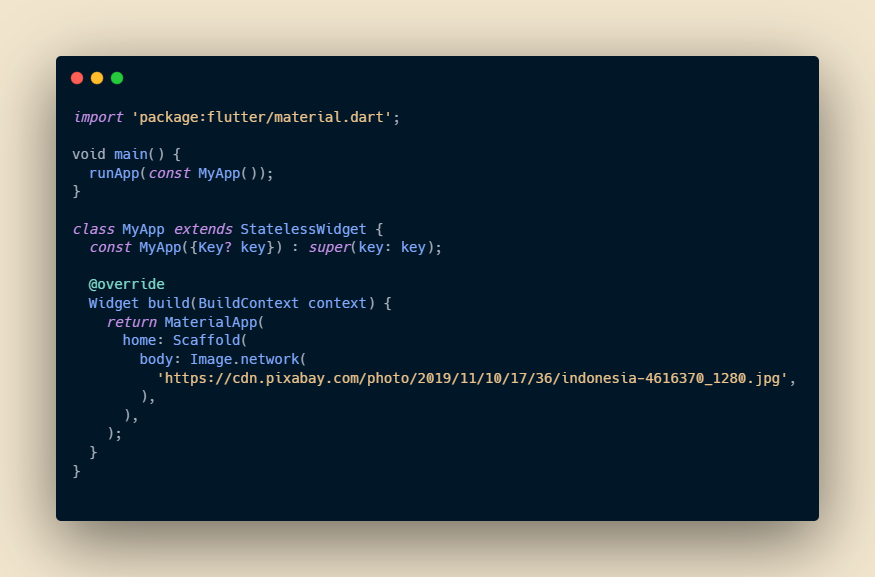 import 'package:flutter/material.dart';
void main() {
  runApp(const MyApp());
}
class MyApp extends StatelessWidget {
  const MyApp({Key? key}) : super(key: key);
  @override
  Widget build(BuildContext context) {
    return MaterialApp(
      home: Scaffold(
        body: Image.network(
          'https://cdn.pixabay.com/photo/2019/11/10/17/36/indonesia-4616370_1280.jpg',
        ),
      ),
    );
  }
}